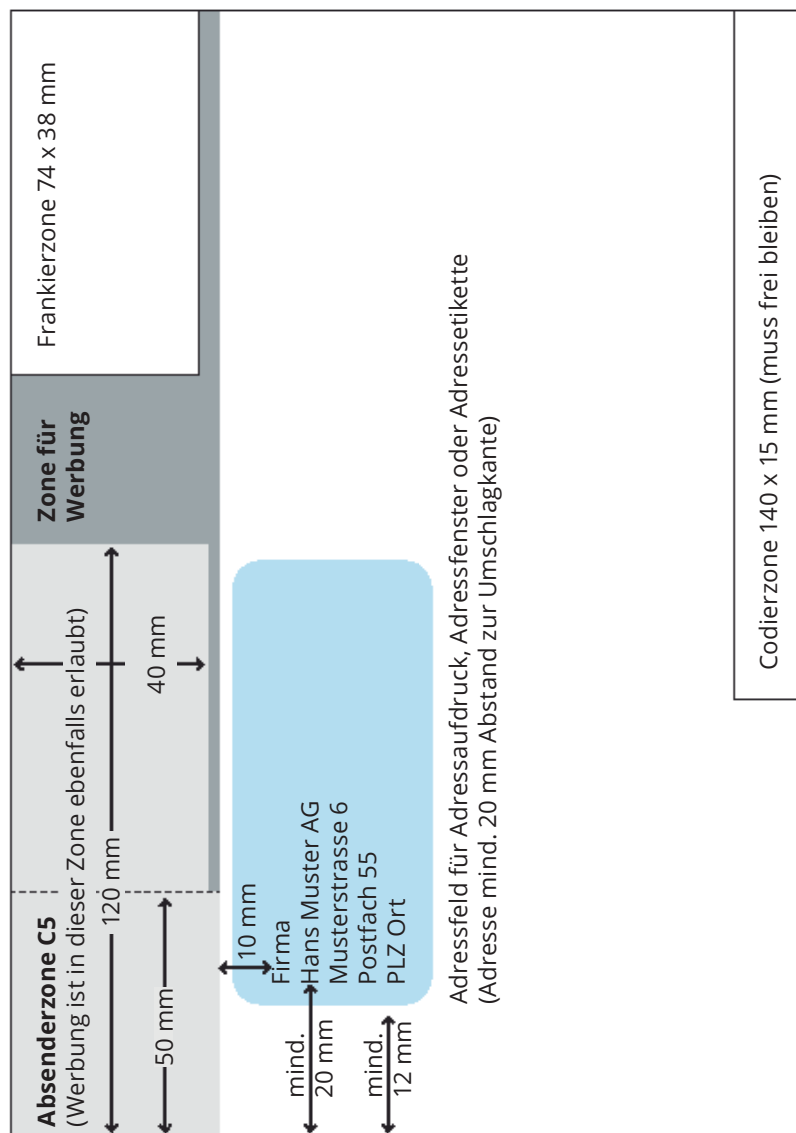 Absenderzone C5
(Werbung ist in dieser Zone ebenfalls erlaubt)
120 mm
50 mm
40 mm
Zone für
Werbung
Frankierzone 74 x 38 mm
10 mm
Firma
Hans Muster AG
Musterstrasse 6
Postfach 55
PLZ Ort
mind.
20 mm
mind.
12 mm
Adressfeld für Adressaufdruck, Adressfenster oder Adressetikette
(Adresse mind. 20 mm Abstand zur Umschlagkante)
Codierzone 140 x 15 mm (muss frei bleiben)